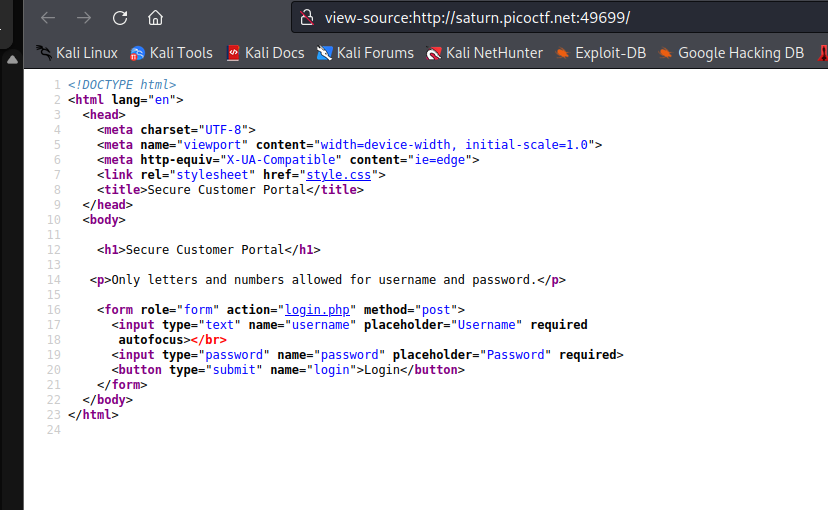 view-source:http://saturn.picoctf.net:49699/
Kali Linux Kali Tools Kali Docs Kali Forums Kali NetHunter Exploit-DB Google Hacking DB
1 <!DOCTYPE html>
2 <html lang="en">
3 <head>
4 <meta charset="UTF-8">
5 <meta name="viewport" content="width=device-width, initial-scale=1.0">
6 <meta http-equiv="X-UA-Compatible" content="ie=edge">
7 <link rel="stylesheet" href="style.css">
8 <title>Secure Customer Portal</title>
9 </head>
10 <body>
11
12 <h1>Secure Customer Portal</h1>
13
14 <p>Only letters and numbers allowed for username and password.</p>
15
16 <form role="form" action="login.php" method="post">
17 <input type="text" name="username" placeholder="Username" required
18 autofocus></br>
19 <input type="password" name="password" placeholder="Password" required>
20 <button type="submit" name="login">Login</button>
21 </form>
22 </body>
23 </html>
24